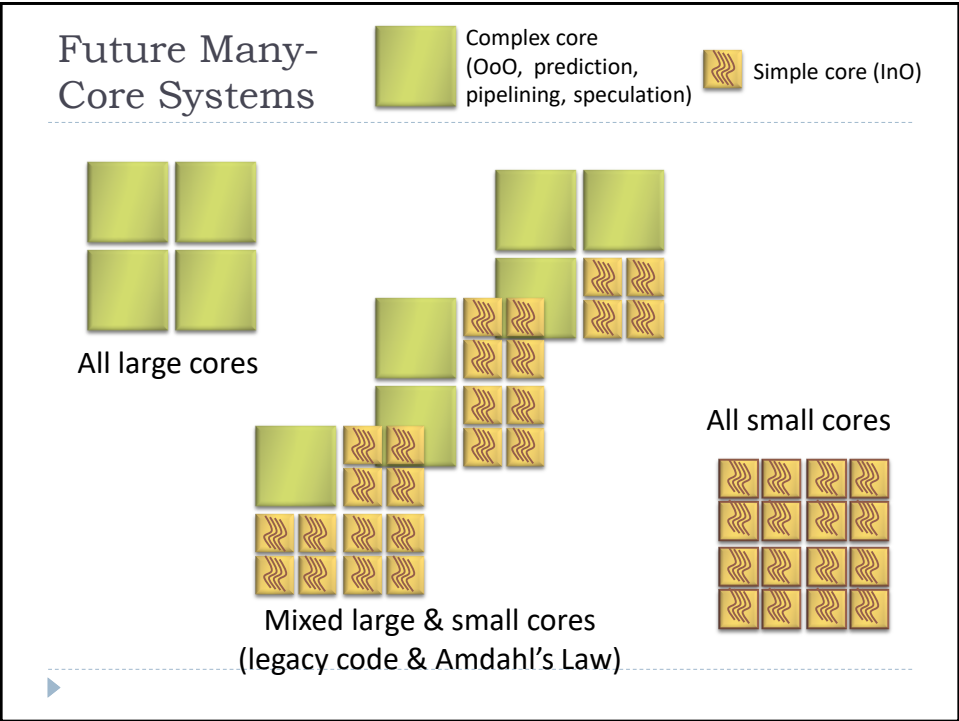 Future Many-
Core Systems
Complex core
(OoO, prediction,
pipelining, speculation)
Simple core (InO)
All large cores
All small cores
Mixed large & small cores
(legacy code & Amdahl's Law)